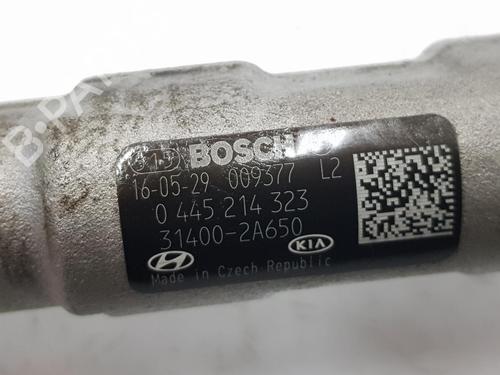 BOSCH
16-05-29 009377 L2
0 445 214 323
31400-2A650
KIA
Made in Czech Republic